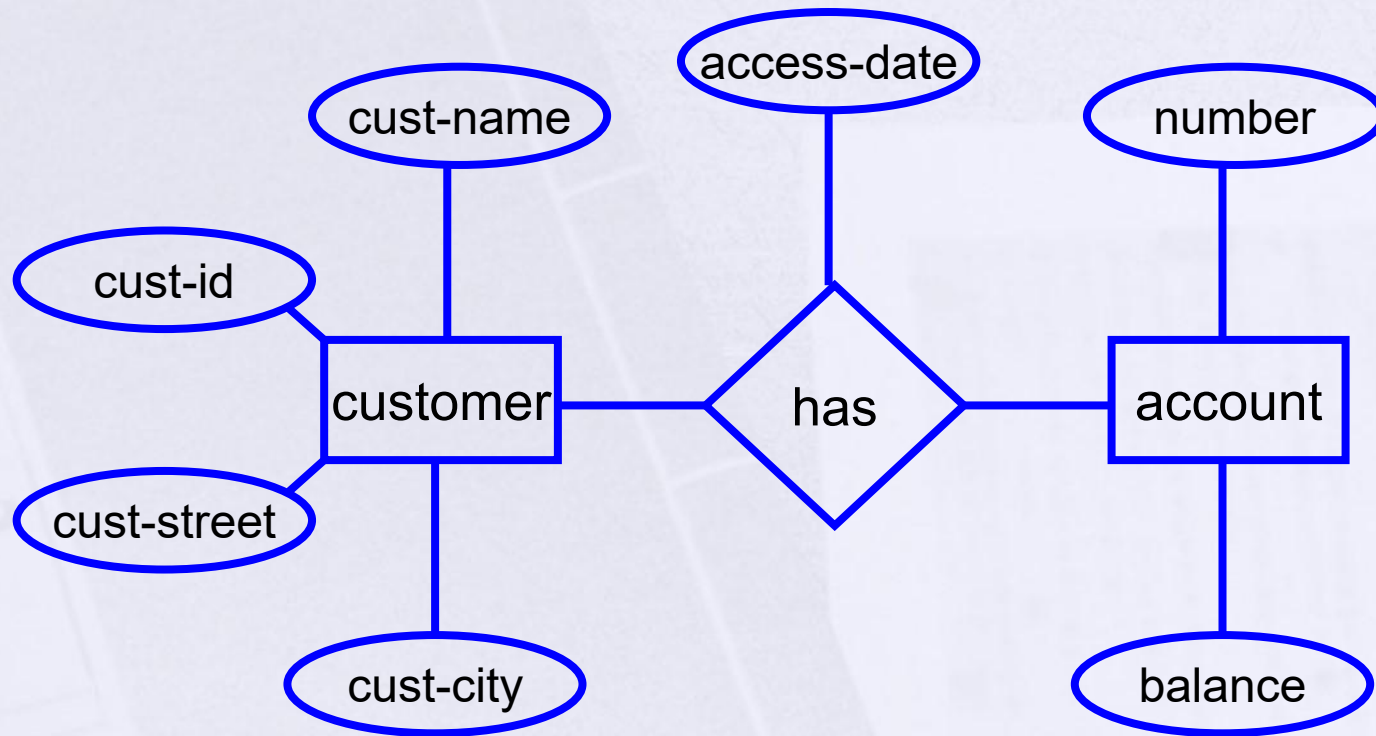 access-date
cust-name
number
cust-id
customer
has
account
cust-street
cust-city
balance